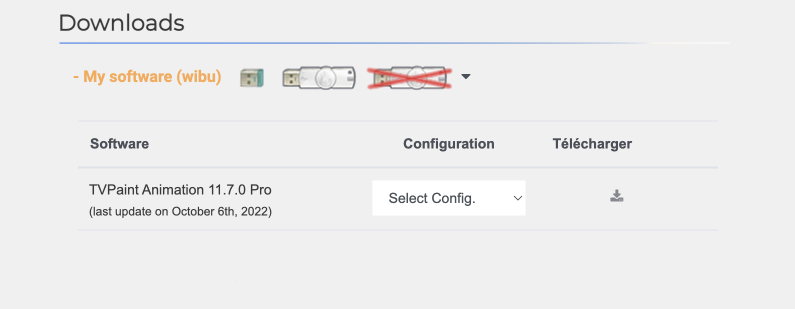 Downloads
- My software (wibu)
Software Configuration Télécharger
TVPaint Animation 11.7.0 Pro
Select Config.
(last update on October 6th, 2022)